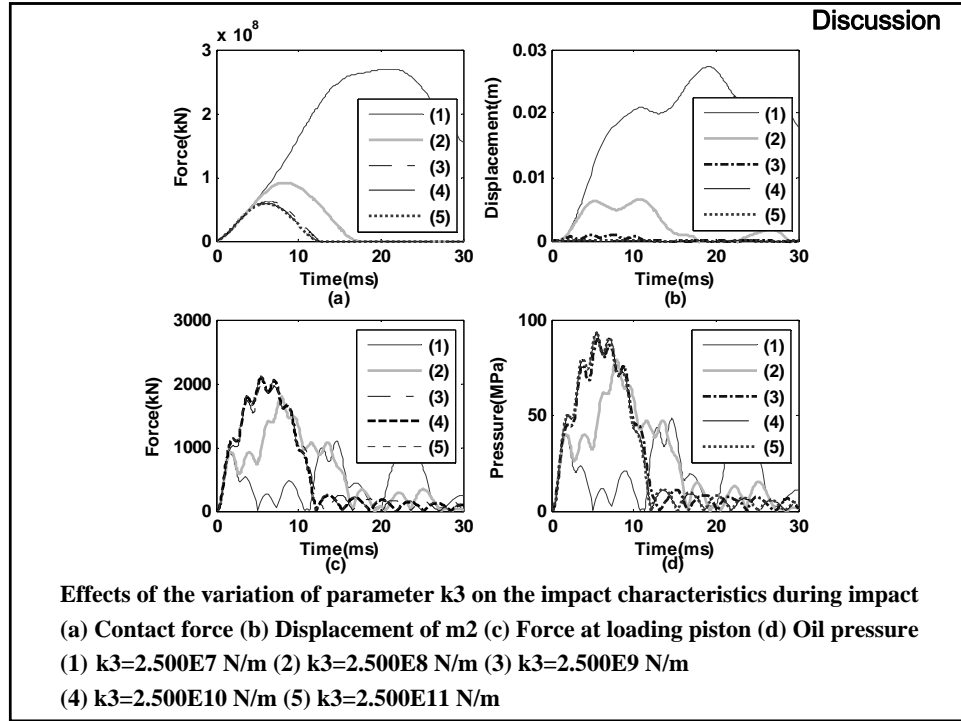 Discussion
x 10^8
3
2
1
0
Force(kN)
0 10 20 30
Time(ms)
(a)
(1)
(2)
(3)
(4)
(5)
0.03
0.02
0.01
0
Displacement(m)
0 10 20 30
Time(ms)
(b)
(1)
(2)
(3)
(4)
(5)
3000
2000
1000
0
Force(kN)
0 10 20 30
Time(ms)
(c)
(1)
(2)
(3)
(4)
(5)
100
50
0
Pressure(MPa)
0 10 20 30
Time(ms)
(d)
(1)
(2)
(3)
(4)
(5)
Effects of the variation of parameter k3 on the impact characteristics during impact
(a) Contact force (b) Displacement of m2 (c) Force at loading piston (d) Oil pressure
(1) k3=2.500E7 N/m (2) k3=2.500E8 N/m (3) k3=2.500E9 N/m
(4) k3=2.500E10 N/m (5) k3=2.500E11 N/m